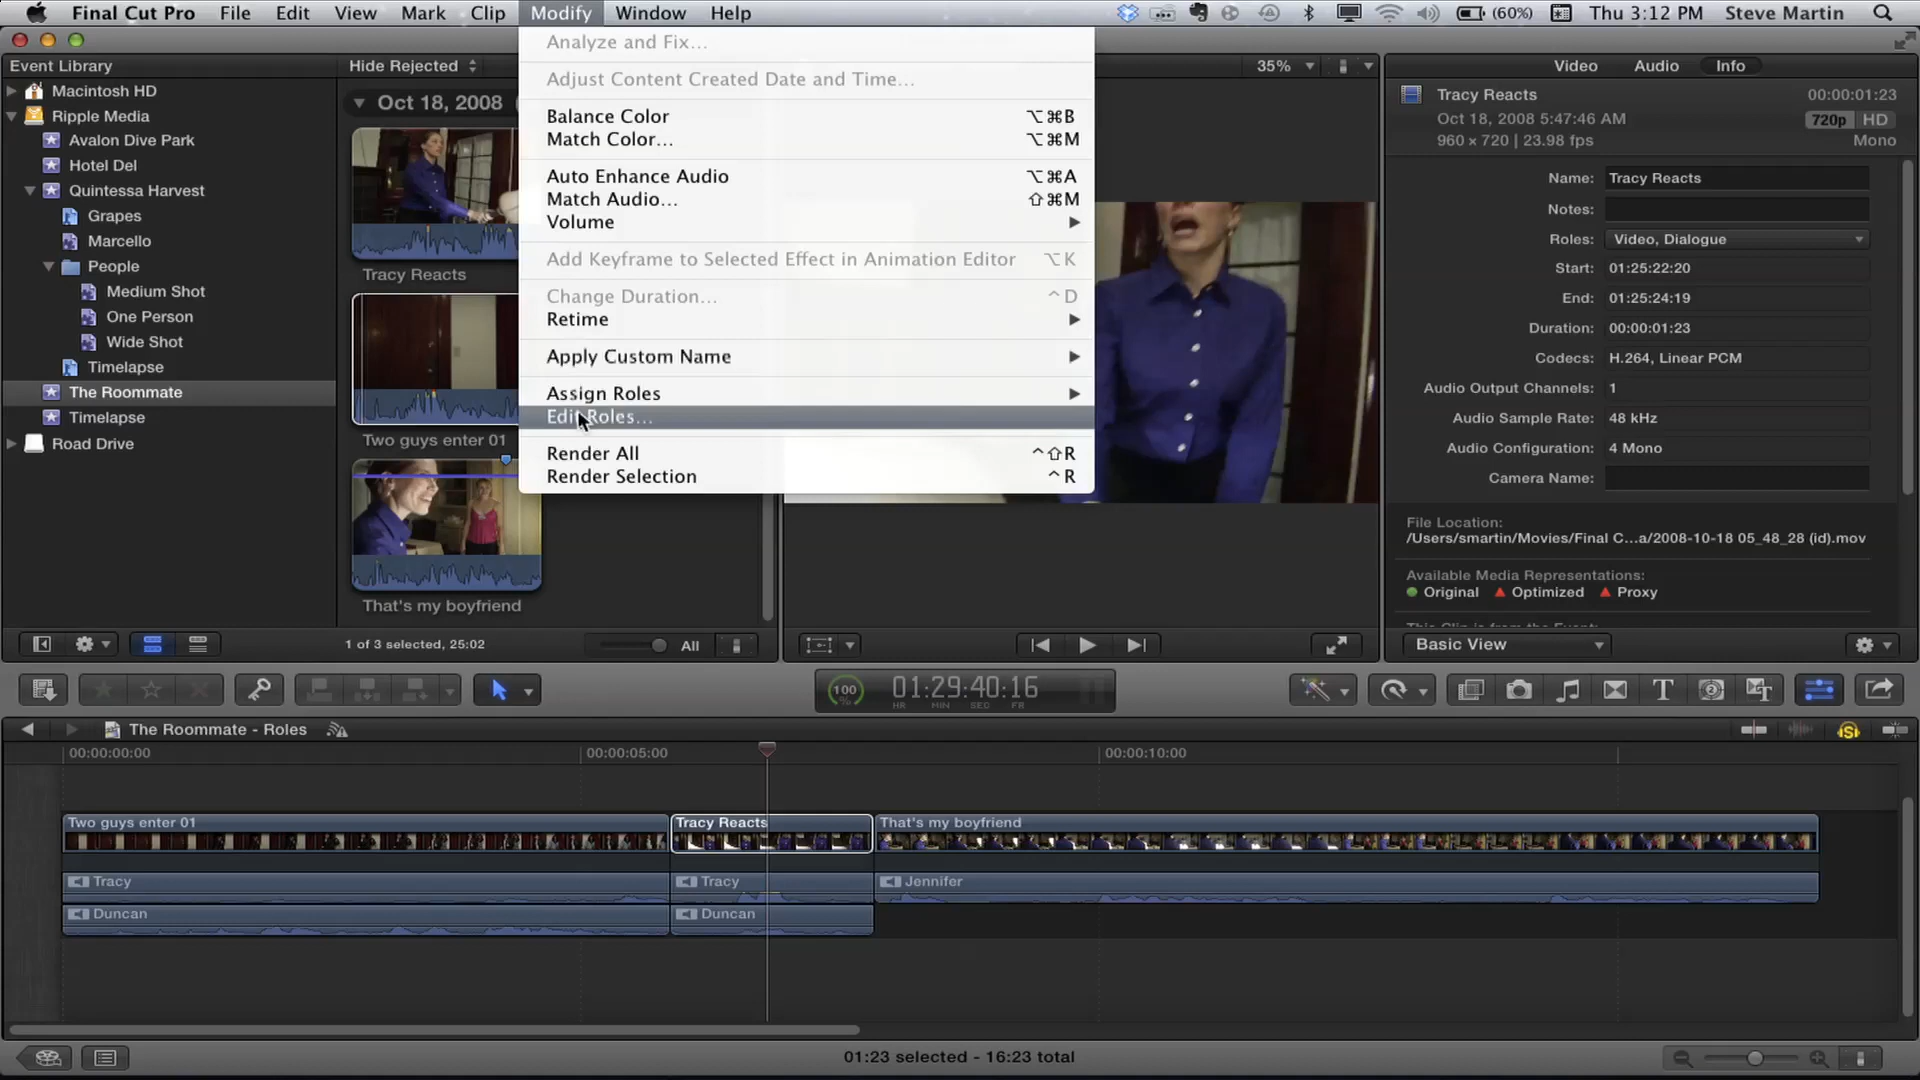 Final Cut Pro File Edit View Mark Clip Modify Window Help (60%) Thu 3:12 PM Steve Martin
Event Library
Macintosh HD
Ripple Media
Avalon Dive Park
Hotel Del
Quintessa Harvest
Grapes
Marcello
People
Medium Shot
One Person
Wide Shot
Timelapse
The Roommate
Timelapse
Road Drive
Hide Rejected
Oct 18, 2008 (
Tracy Reacts
Two guys enter 01
That's my boyfriend
1 of 3 selected, 25:02
All
Analyze and Fix...
Adjust Content Created Date and Time...
Balance Color ⌥⌘B
Match Color... ⌥⌘M
Auto Enhance Audio ⌥⌘A
Match Audio... ⇧⌘M
Volume
Add Keyframe to Selected Effect in Animation Editor ⌥K
Change Duration... ^D
Retime
Apply Custom Name
Assign Roles
Edit Roles...
Render All ^⇧R
Render Selection ^R
35%
Video Audio Info
Tracy Reacts 00:00:01:23
Oct 18, 2008 5:47:46 AM 720p HD
960 x 720 | 23.98 fps Mono
Name: Tracy Reacts
Notes:
Roles: Video, Dialogue
Start: 01:25:22:20
End: 01:25:24:19
Duration: 00:00:01:23
Codecs: H.264, Linear PCM
Audio Output Channels: 1
Audio Sample Rate: 48 kHz
Audio Configuration: 4 Mono
Camera Name:
File Location:
/Users/smartin/Movies/Final C...a/2008-10-18 05_48_28 (id).mov
Available Media Representations:
Original Optimized Proxy
This Clip is from the Event:
Basic View
100
%
01:29:40:16
HR MIN SEC FR
The Roommate - Roles
00:00:00:00 00:00:05:00 00:00:10:00
Two guys enter 01 Tracy Reacts That's my boyfriend
Tracy Tracy Jennifer
Duncan Duncan
01:23 selected - 16:23 total